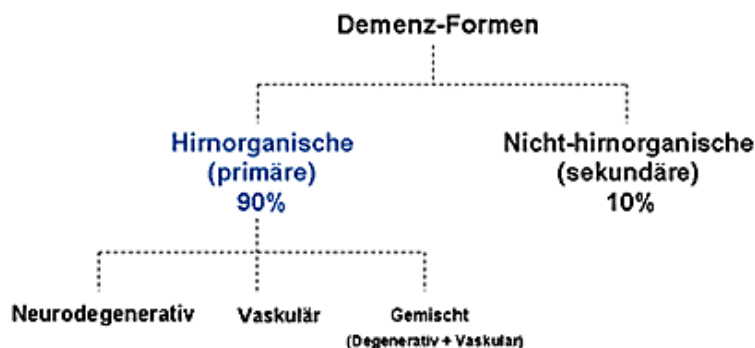 Demenz-Formen
Hirnorganische
(primäre)
90%
Nicht-hirnorganische
(sekundäre)
10%
Neurodegenerativ
Vaskulär
Gemischt
(Degenerativ + Vaskular)